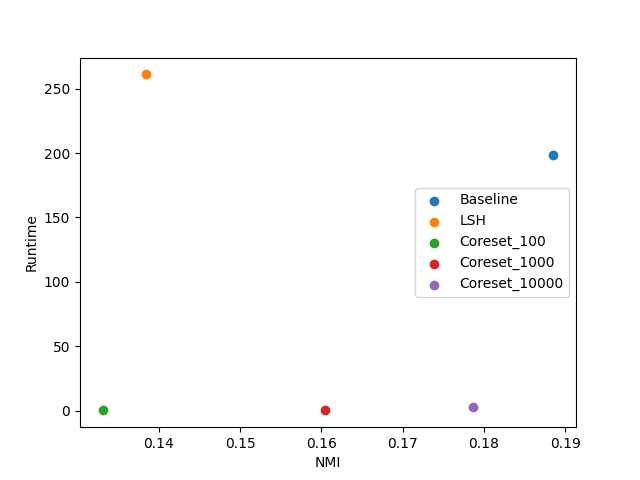 250
200
150
100
50
0
Runtime
Baseline
LSH
Coreset_100
Coreset_1000
Coreset_10000
0.14 0.15 0.16 0.17 0.18 0.19
NMI